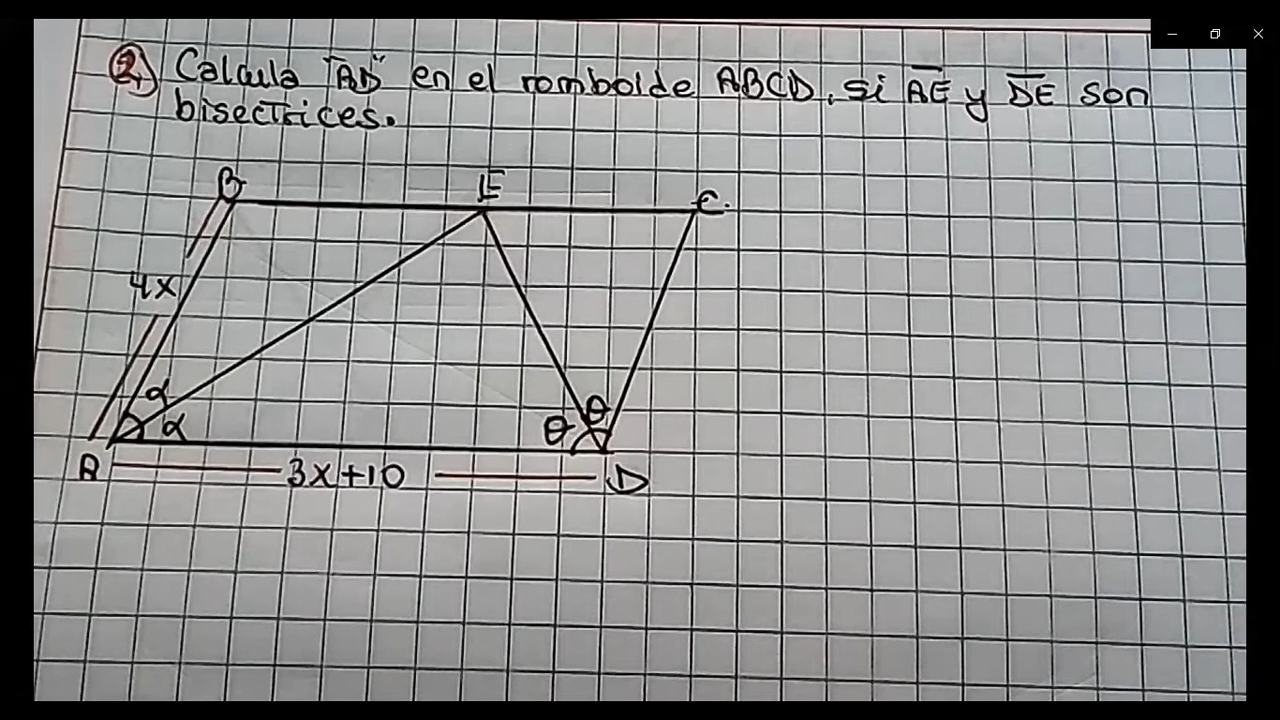 2) Calcula "AD" en el romboide ABCD, si AE y DE son
bisectrices.
B E C
4x
α
α
θ θ
A 3x+10 D